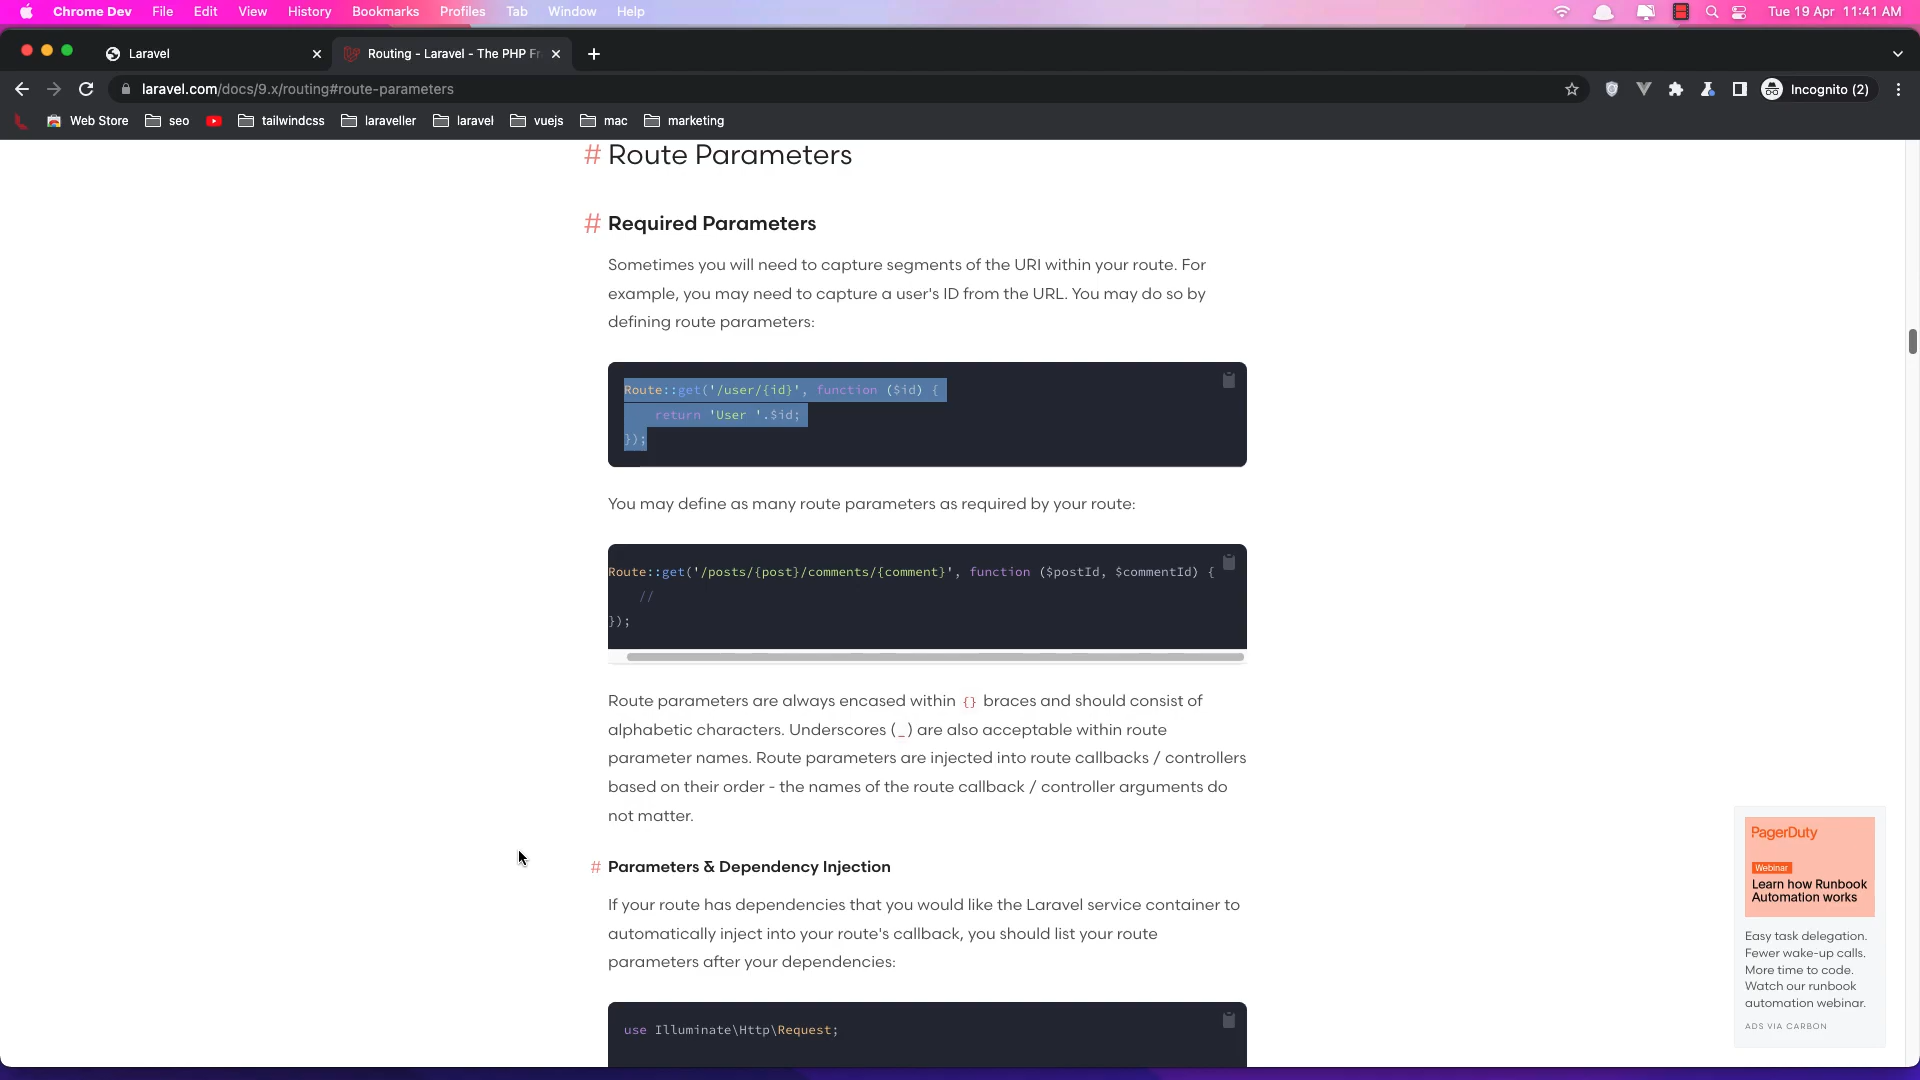 Chrome Dev File Edit View History Bookmarks Profiles Tab Window Help Tue 19 Apr 11:41 AM
Laravel Routing - Laravel - The PHP Fr
laravel.com/docs/9.x/routing#route-parameters Incognito (2)
Web Store seo tailwindcss laraveller laravel vuejs mac marketing
# Route Parameters
# Required Parameters
Sometimes you will need to capture segments of the URI within your route. For
example, you may need to capture a user's ID from the URL. You may do so by
defining route parameters:
Route::get('/user/{id}', function ($id) {
    return 'User '.$id;
});
You may define as many route parameters as required by your route:
Route::get('/posts/{post}/comments/{comment}', function ($postId, $commentId) {
    //
});
Route parameters are always encased within {} braces and should consist of
alphabetic characters. Underscores (_) are also acceptable within route
parameter names. Route parameters are injected into route callbacks / controllers
based on their order - the names of the route callback / controller arguments do
not matter.
# Parameters & Dependency Injection
If your route has dependencies that you would like the Laravel service container to
automatically inject into your route's callback, you should list your route
parameters after your dependencies:
use Illuminate\Http\Request;
PagerDuty
Webinar
Learn how Runbook
Automation works
Easy task delegation.
Fewer wake-up calls.
More time to code.
Watch our runbook
automation webinar.
ADS VIA CARBON